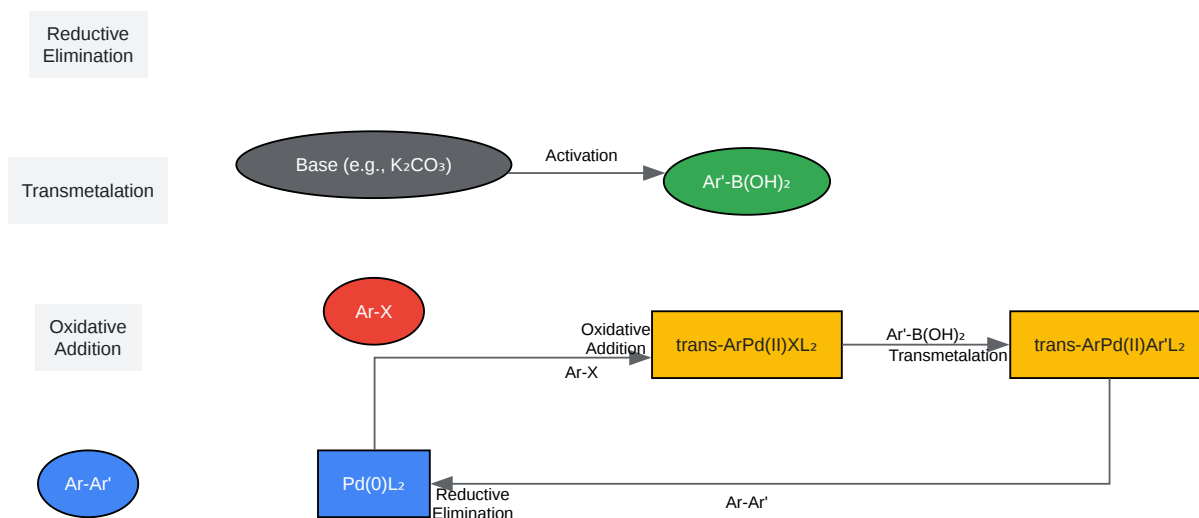 Reductive
Elimination
Base (e.g., K₂CO₃)
Activation
Ar'-B(OH)₂
Transmetalation
Ar-X
Oxidative
Addition
Oxidative
Addition
Ar-X
trans-ArPd(II)XL₂
Ar'-B(OH)₂
Transmetalation
trans-ArPd(II)Ar'L₂
Ar-Ar'
Pd(0)L₂
Reductive
Elimination
Ar-Ar'